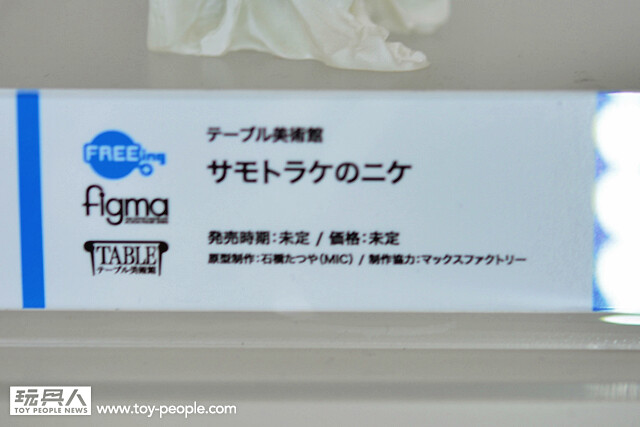 テーブル美術館
サモトラケのニケ
FREEing
figma
発売時期:未定 / 価格:未定
原型制作:石橋たつや(MIC) / 制作協力:マックスファクトリー
TABLE
テーブル美術館
玩具人
TOY PEOPLE NEWS
www.toy-people.com